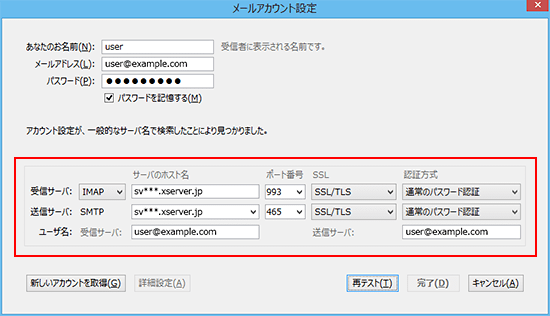 メールアカウント設定
あなたのお名前(N): user 受信者に表示される名前です。
メールアドレス(L): user@example.com
パスワード(P): ●●●●●●●●●
パスワードを記憶する(M)
アカウント設定が、一般的なサーバ名で検索したことにより見つかりました。
サーバのホスト名 ポート番号 SSL 認証方式
受信サーバ: IMAP sv***.xserver.jp 993 SSL/TLS 通常のパスワード認証
送信サーバ: SMTP sv***.xserver.jp 465 SSL/TLS 通常のパスワード認証
ユーザ名: 受信サーバ: user@example.com 送信サーバ: user@example.com
新しいアカウントを取得(G) 詳細設定(A) 再テスト(T) 完了(D) キャンセル(A)